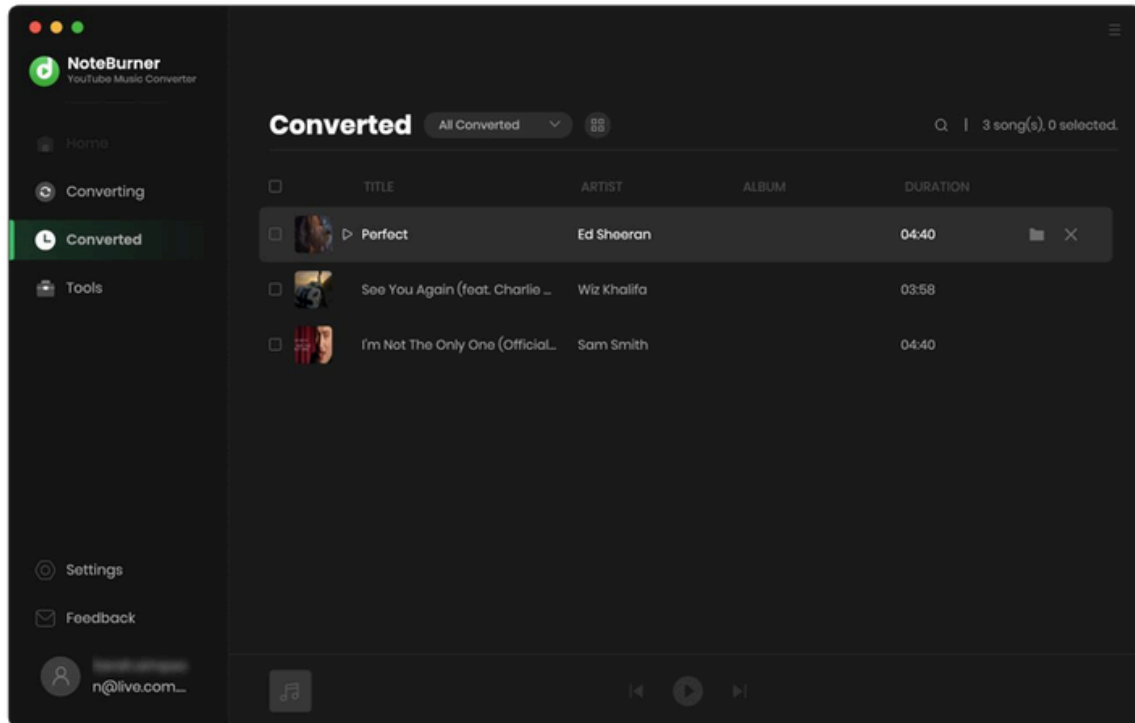 NoteBurner
YouTube Music Converter
Home
Converting
Converted
Tools
Settings
Feedback
n@live.com...
Converted
All Converted
3 song(s), 0 selected.
TITLE ARTIST ALBUM DURATION
Perfect Ed Sheeran 04:40
See You Again (feat. Charlie ... Wiz Khalifa 03:58
I'm Not The Only One (Official... Sam Smith 04:40